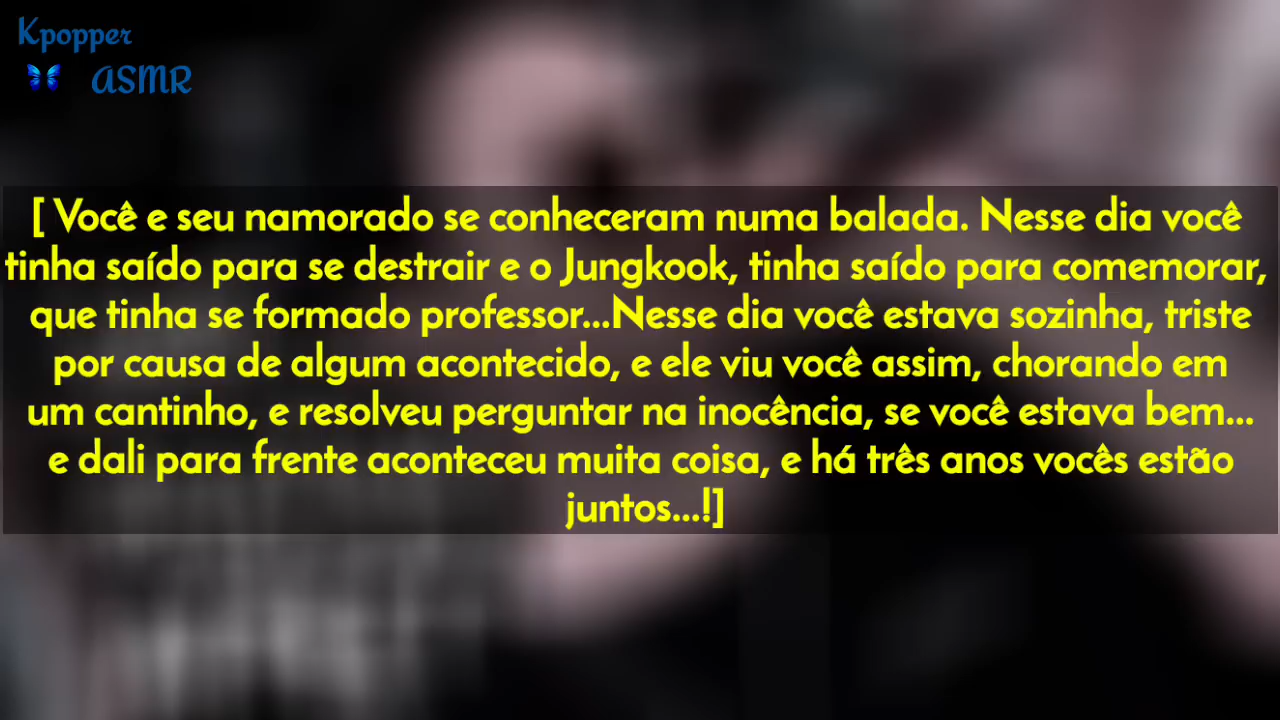 Kpopper
ASMR
[ Você e seu namorado se conheceram numa balada. Nesse dia você
tinha saído para se destrair e o Jungkook, tinha saído para comemorar,
que tinha se formado professor...Nesse dia você estava sozinha, triste
por causa de algum acontecido, e ele viu você assim, chorando em
um cantinho, e resolveu perguntar na inocência, se você estava bem...
e dali para frente aconteceu muita coisa, e há três anos vocês estão
juntos...!]